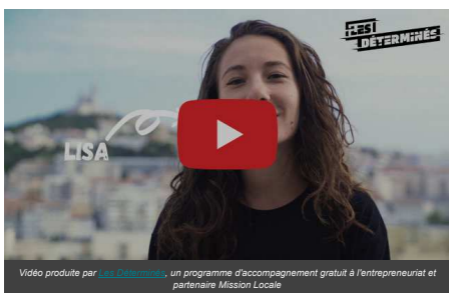 LES
DÉTERMINÉS
LISA
Vidéo produite par Les Déterminés, un programme d'accompagnement gratuit à l'entrepreneuriat et
partenaire Mission Locale